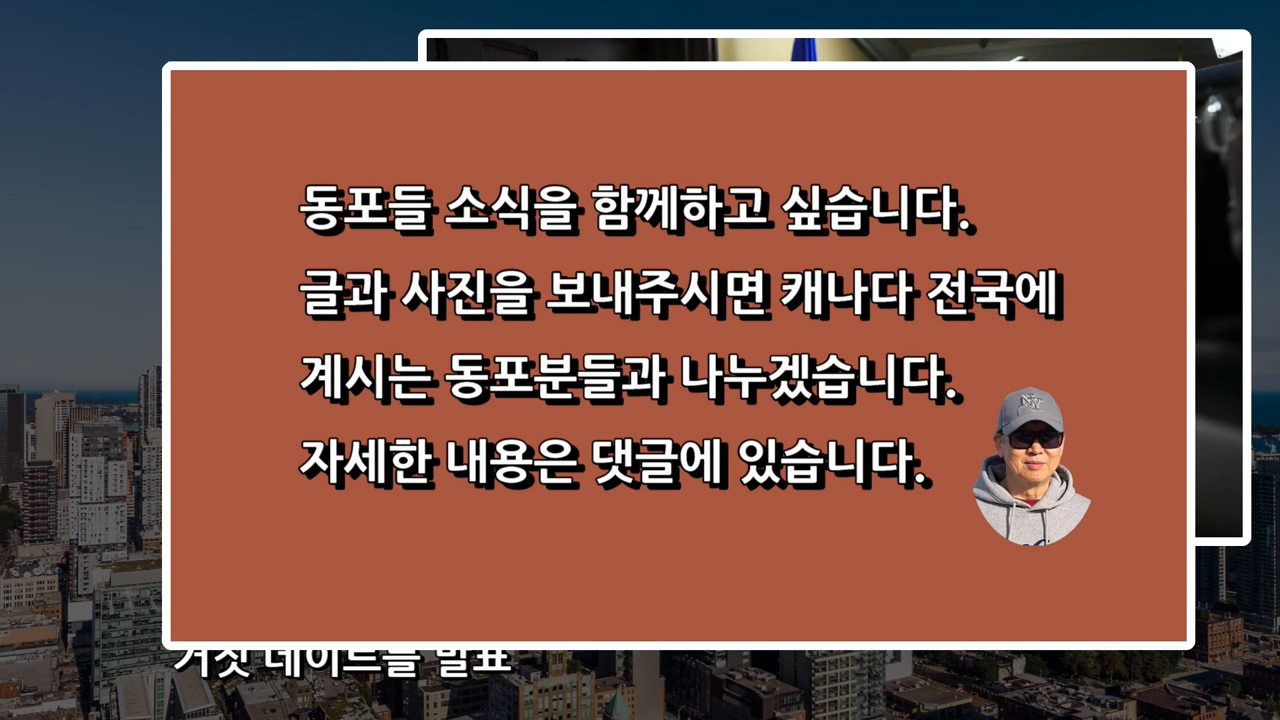 동포들 소식을 함께하고 싶습니다.
글과 사진을 보내주시면 캐나다 전국에
계시는 동포분들과 나누겠습니다.
자세한 내용은 댓글에 있습니다.
NY
발표